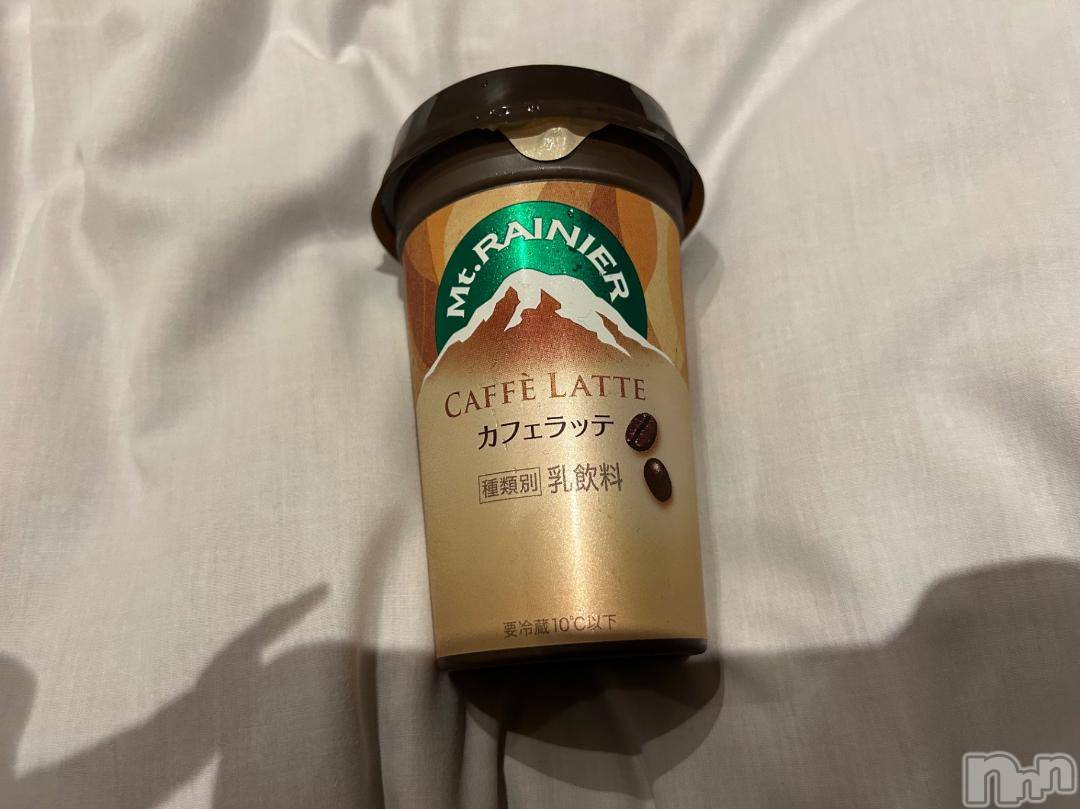 Mt. RAINIER
CAFFÈ LATTE
カフェラッテ
種類別 乳飲料
要冷蔵10℃以下
nnn